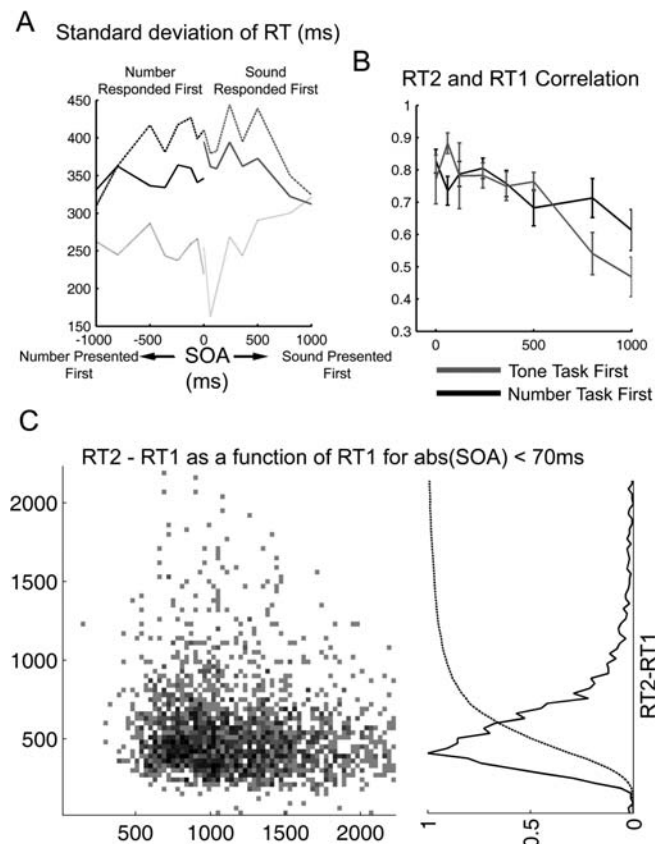 A
Standard deviation of RT (ms)
Number
Responded First
Sound
Responded First
450
400
350
300
250
200
150
-1000
-500
0
500
1000
Number Presented
First
SOA
(ms)
Sound Presented
First
B
RT2 and RT1 Correlation
1
0.9
0.8
0.7
0.6
0.5
0.4
0.3
0
500
1000
Tone Task First
Number Task First
C
RT2 - RT1 as a function of RT1 for abs(SOA) < 70ms
2000
1500
1000
500
500
1000
1500
2000
1
0.5
0
RT2-RT1